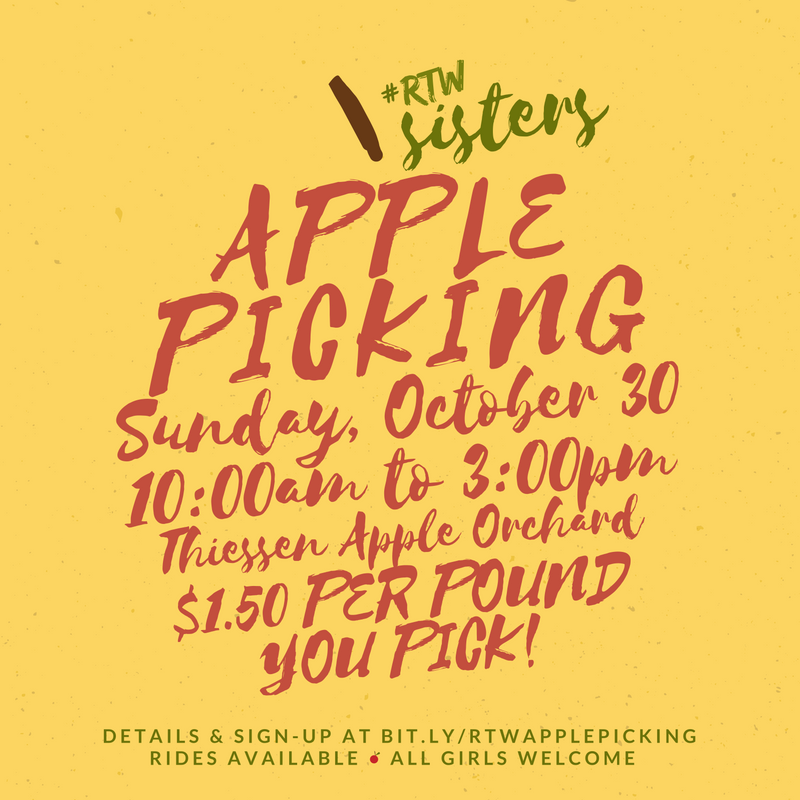 #RTW
sisters
APPLE
PICKING
Sunday, October 30
10:00am to 3:00pm
Thiessen Apple Orchard
$1.50 PER POUND
YOU PICK!
DETAILS & SIGN-UP AT BIT.LY/RTWAPPLEPICKING
RIDES AVAILABLE ALL GIRLS WELCOME